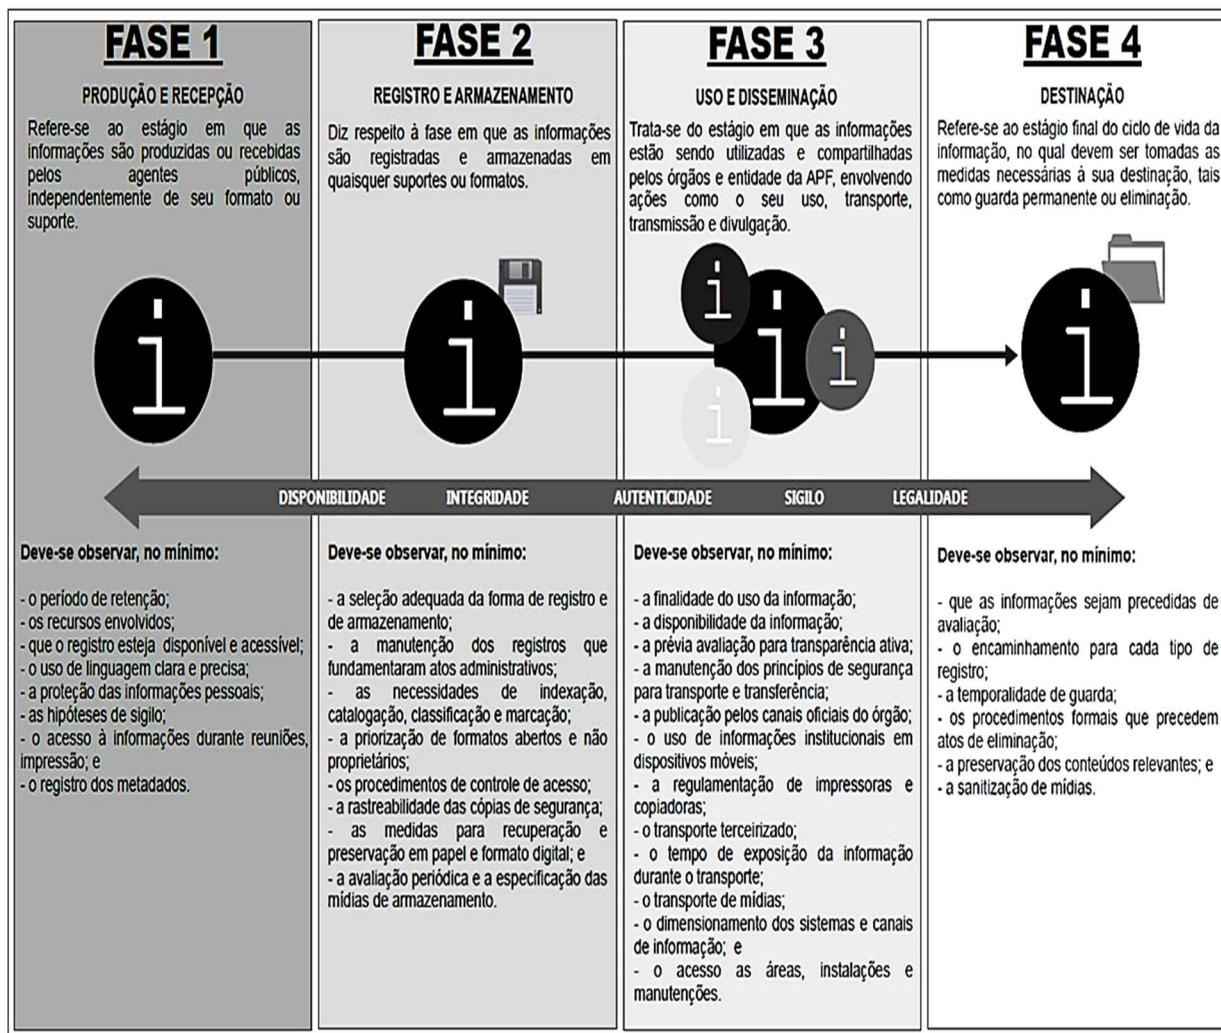 FASE 1
PRODUÇÃO E RECEPÇÃO
Refere-se ao estágio em que as
informações são produzidas ou recebidas
pelos agentes públicos,
independentemente de seu formato ou
suporte.
i
Deve-se observar, no mínimo:
- o período de retenção;
- os recursos envolvidos;
- que o registro esteja disponível e acessível;
- o uso de linguagem clara e precisa;
- a proteção das informações pessoais;
- as hipóteses de sigilo;
- o acesso à informações durante reuniões,
impressão; e
- o registro dos metadados.
FASE 2
REGISTRO E ARMAZENAMENTO
Diz respeito à fase em que as informações
são registradas e armazenadas em
quaisquer suportes ou formatos.
i
Deve-se observar, no mínimo:
- a seleção adequada da forma de registro e
de armazenamento;
- a manutenção dos registros que
fundamentaram atos administrativos;
- as necessidades de indexação,
catalogação, classificação e marcação;
- a priorização de formatos abertos e não
proprietários;
- os procedimentos de controle de acesso;
- a rastreabilidade das cópias de segurança;
- as medidas para recuperação e
preservação em papel e formato digital; e
- a avaliação periódica e a especificação das
mídias de armazenamento.
FASE 3
USO E DISSEMINAÇÃO
Trata-se do estágio em que as informações
estão sendo utilizadas e compartilhadas
pelos órgãos e entidade da APF, envolvendo
ações como o seu uso, transporte,
transmissão e divulgação.
i
i
i
i
Deve-se observar, no mínimo:
- a finalidade do uso da informação;
- a disponibilidade da informação;
- a prévia avaliação para transparência ativa;
- a manutenção dos princípios de segurança
para transporte e transferência;
- a publicação pelos canais oficiais do órgão;
- o uso de informações institucionais em
dispositivos móveis;
- a regulamentação de impressoras e
copiadoras;
- o transporte terceirizado;
- o tempo de exposição da informação
durante o transporte;
- o transporte de mídias;
- o dimensionamento dos sistemas e canais
de informação; e
- o acesso as áreas, instalações e
manutenções.
FASE 4
DESTINAÇÃO
Refere-se ao estágio final do ciclo de vida da
informação, no qual devem ser tomadas as
medidas necessárias à sua destinação, tais
como guarda permanente ou eliminação.
i
Deve-se observar, no mínimo:
- que as informações sejam precedidas de
avaliação;
- o encaminhamento para cada tipo de
registro;
- a temporalidade de guarda;
- os procedimentos formais que precedem
atos de eliminação;
- a preservação dos conteúdos relevantes; e
- a sanitização de mídias.
DISPONIBILIDADE INTEGRIDADE AUTENTICIDADE SIGILO LEGALIDADE